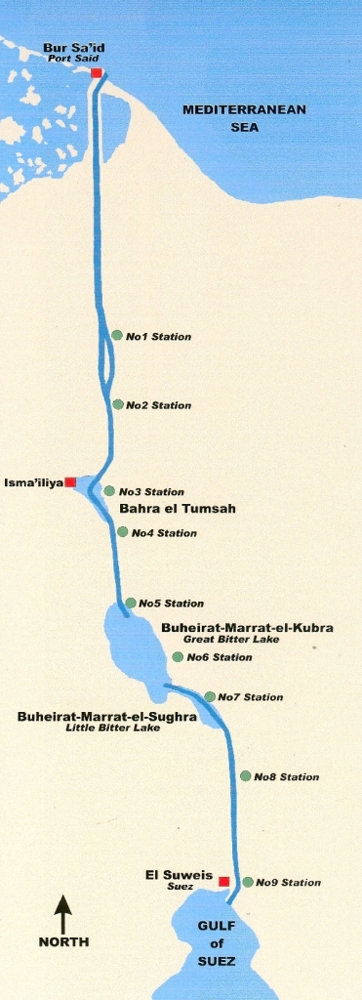 Bur Sa'id
Port Said
MEDITERRANEAN
SEA
No1 Station
No2 Station
Isma'iliya
No3 Station
Bahra el Tumsah
No4 Station
No5 Station
Buheirat-Marrat-el-Kubra
Great Bitter Lake
No6 Station
No7 Station
Buheirat-Marrat-el-Sughra
Little Bitter Lake
No8 Station
El Suweis
Suez
No9 Station
GULF
of
SUEZ
NORTH